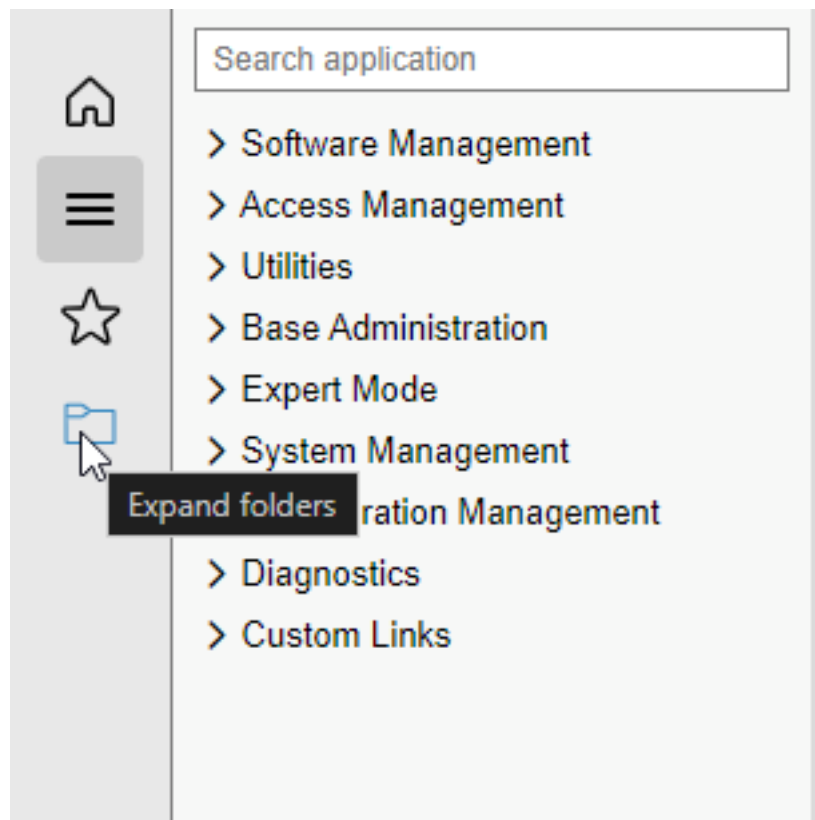 Search application
Software Management
Access Management
Utilities
Base Administration
Expert Mode
System Management
Expand folders
ration Management
Diagnostics
Custom Links